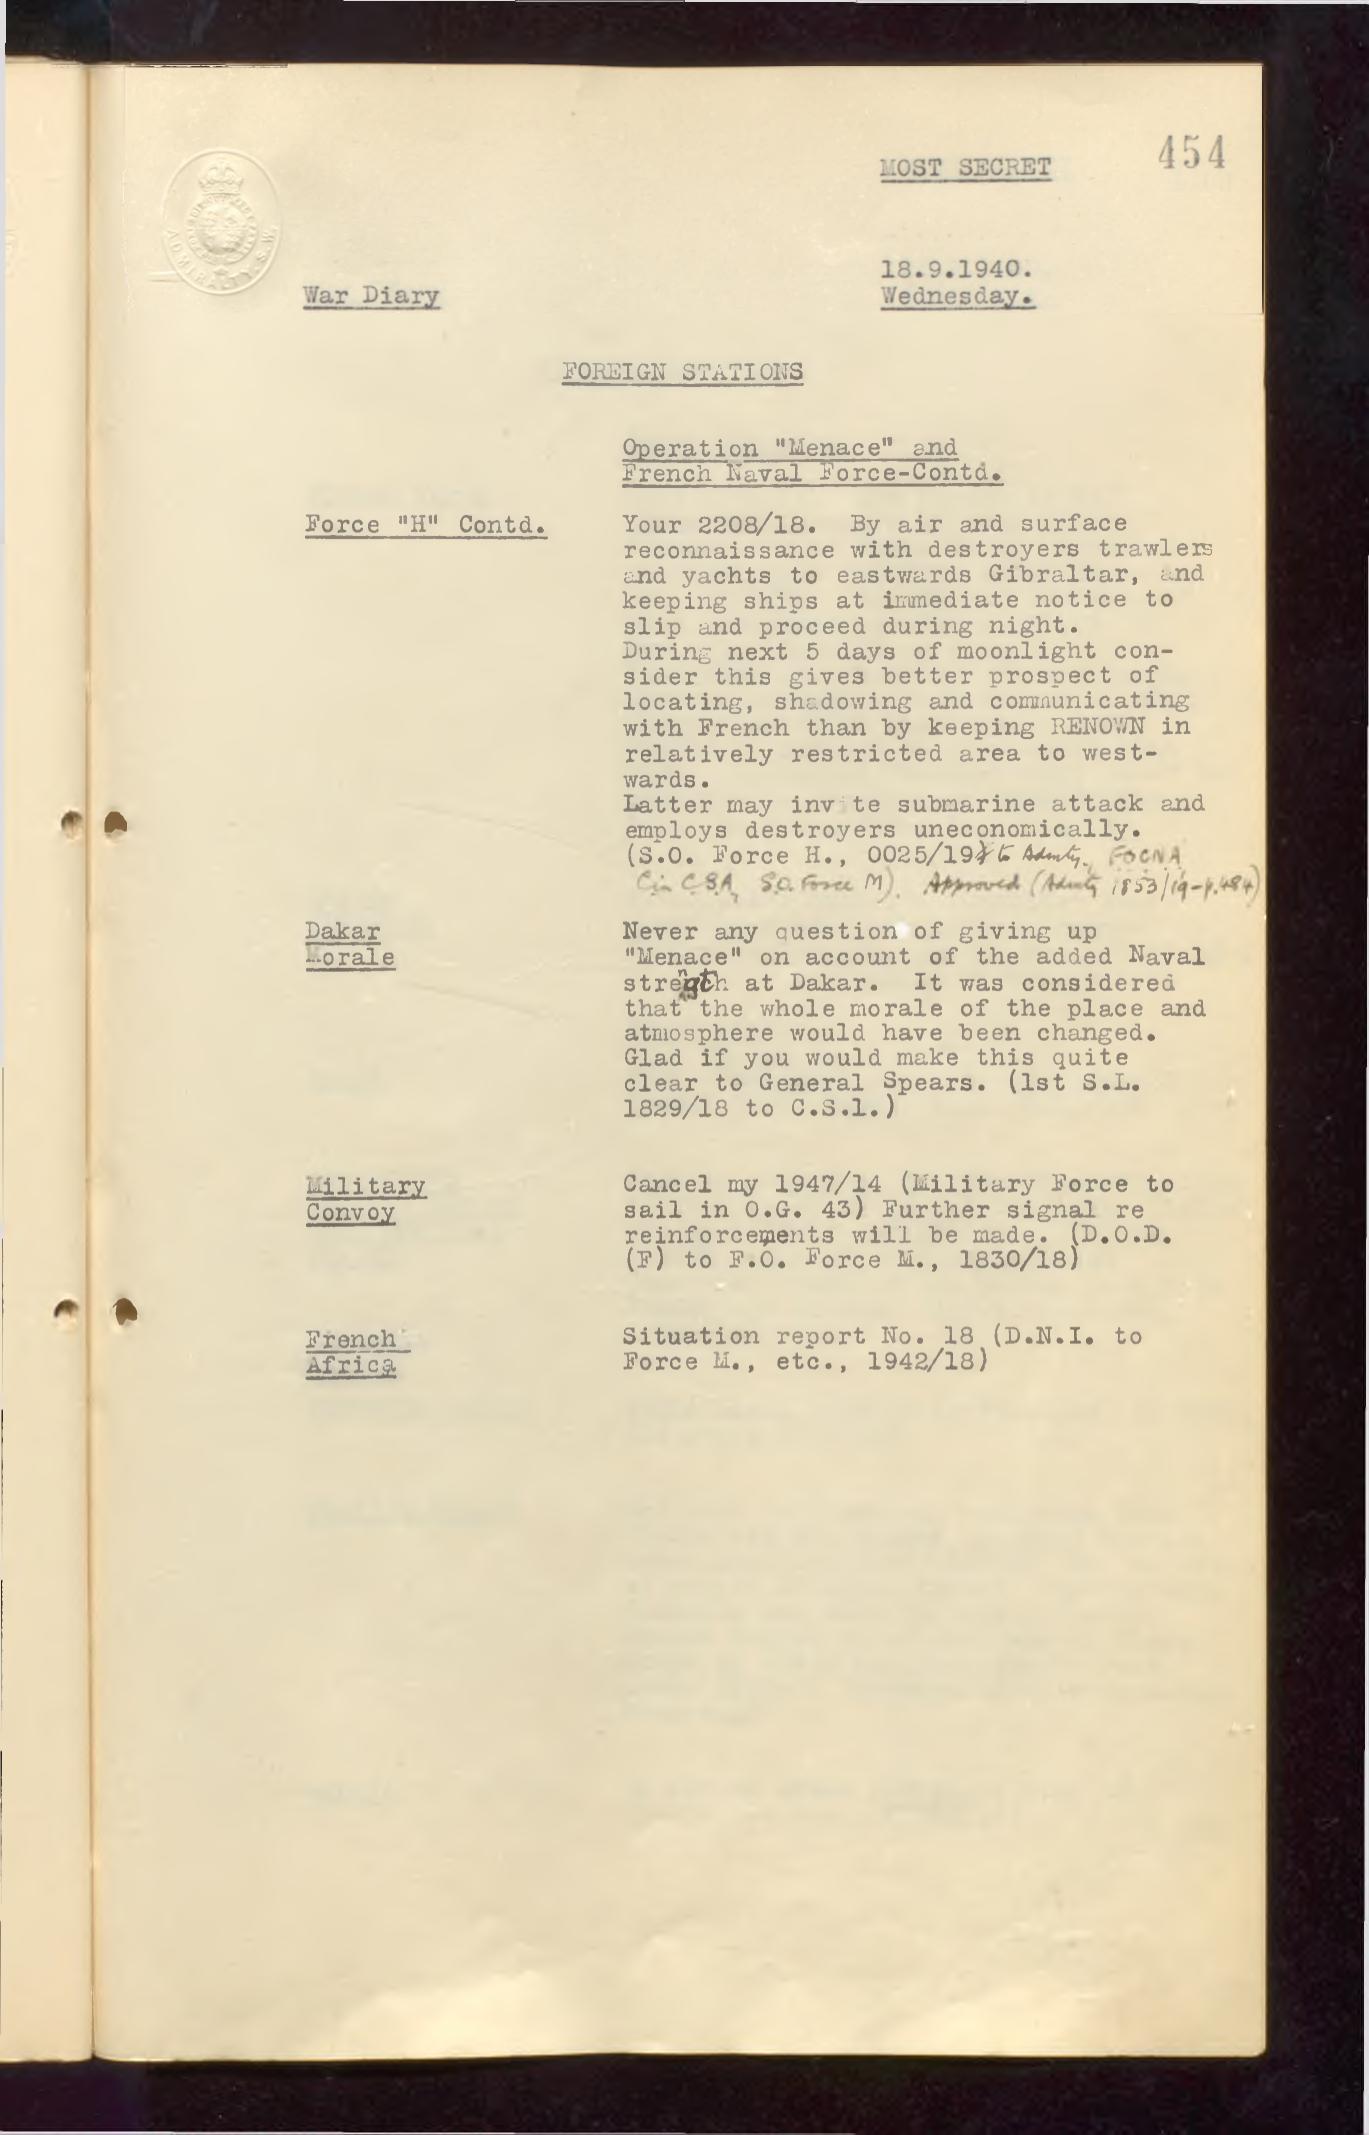 454
MOST SECRET
ADMIRALTY. S.W.
18.9.1940.
War Diary
Wednesday.
FOREIGN STATIONS
Operation "Menace" and
French Naval Force-Contd.
Force "H" Contd.
Your 2208/18. By air and surface
reconnaissance with destroyers trawlers
and yachts to eastwards Gibraltar, and
keeping ships at immediate notice to
slip and proceed during night.
During next 5 days of moonlight con-
sider this gives better prospect of
locating, shadowing and communicating
with French than by keeping RENOWN in
relatively restricted area to west-
wards.
Latter may invite submarine attack and
employs destroyers uneconomically.
(S.O. Force H., 0025/19 to Admty. FOCNA
C in C.S.A, S.O. Force M). Approved (Admty 1853/19-p.484)
Dakar
Morale
Never any question of giving up
"Menace" on account of the added Naval
strength at Dakar. It was considered
that the whole morale of the place and
atmosphere would have been changed.
Glad if you would make this quite
clear to General Spears. (1st S.L.
1829/18 to C.S.1.)
Military
Convoy
Cancel my 1947/14 (Military Force to
sail in O.G. 43) Further signal re
reinforcements will be made. (D.O.D.
(F) to F.O. Force M., 1830/18)
French
Africa
Situation report No. 18 (D.N.I. to
Force M., etc., 1942/18)